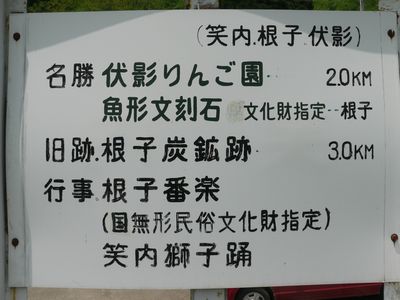 (笑内.根子.伏影)
名勝 伏影りんご園‥ 2.0KM
魚形文刻石 文化財指定‥根子
旧跡.根子炭鉱跡‥ 3.0KM
行事.根子番楽
(国無形民俗文化財指定)
笑内獅子踊